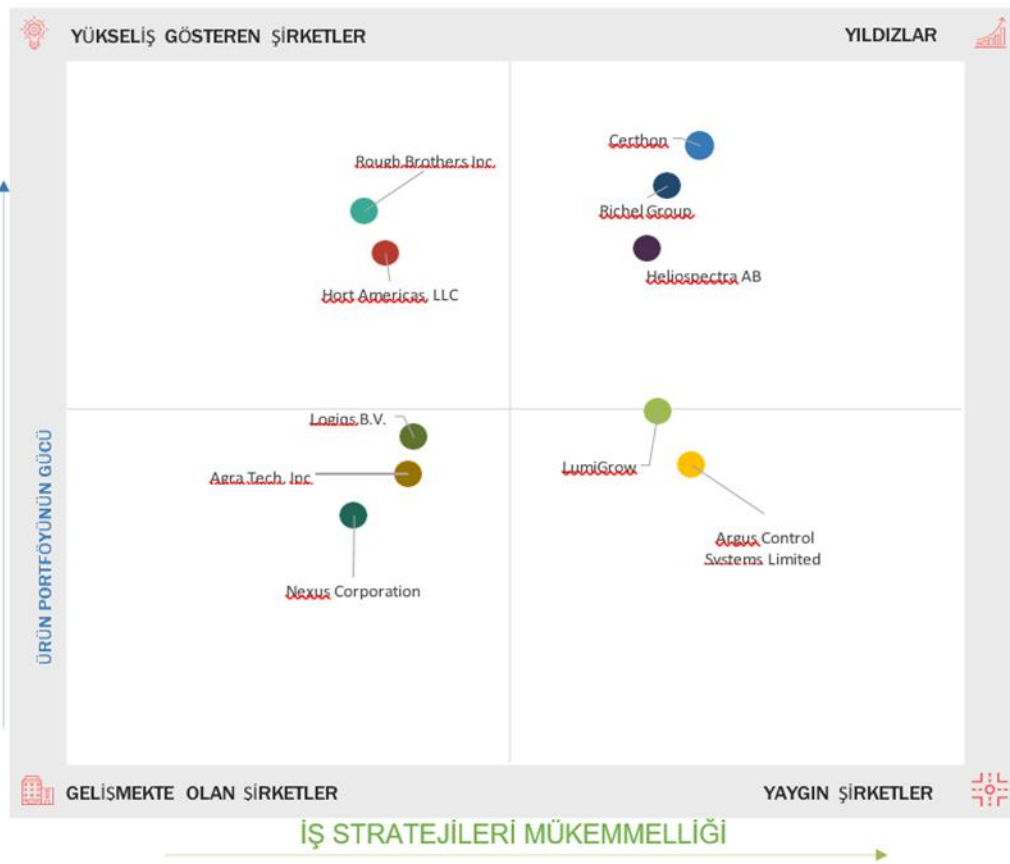 YÜKSELİŞ GÖSTEREN ŞİRKETLER
YILDIZLAR
Certhon
Rough Brothers Inc.
Richel Group
Heliospectra AB
Hort Americas, LLC
Logiqs B.V.
LumiGrow
Agra Tech, Inc
Argus Control
Systems Limited
Nexus Corporation
ÜRÜN PORTFÖYÜNÜN GÜCÜ
GELİŞMEKTE OLAN ŞİRKETLER
YAYGIN ŞİRKETLER
İŞ STRATEJİLERİ MÜKEMMELLİĞİ